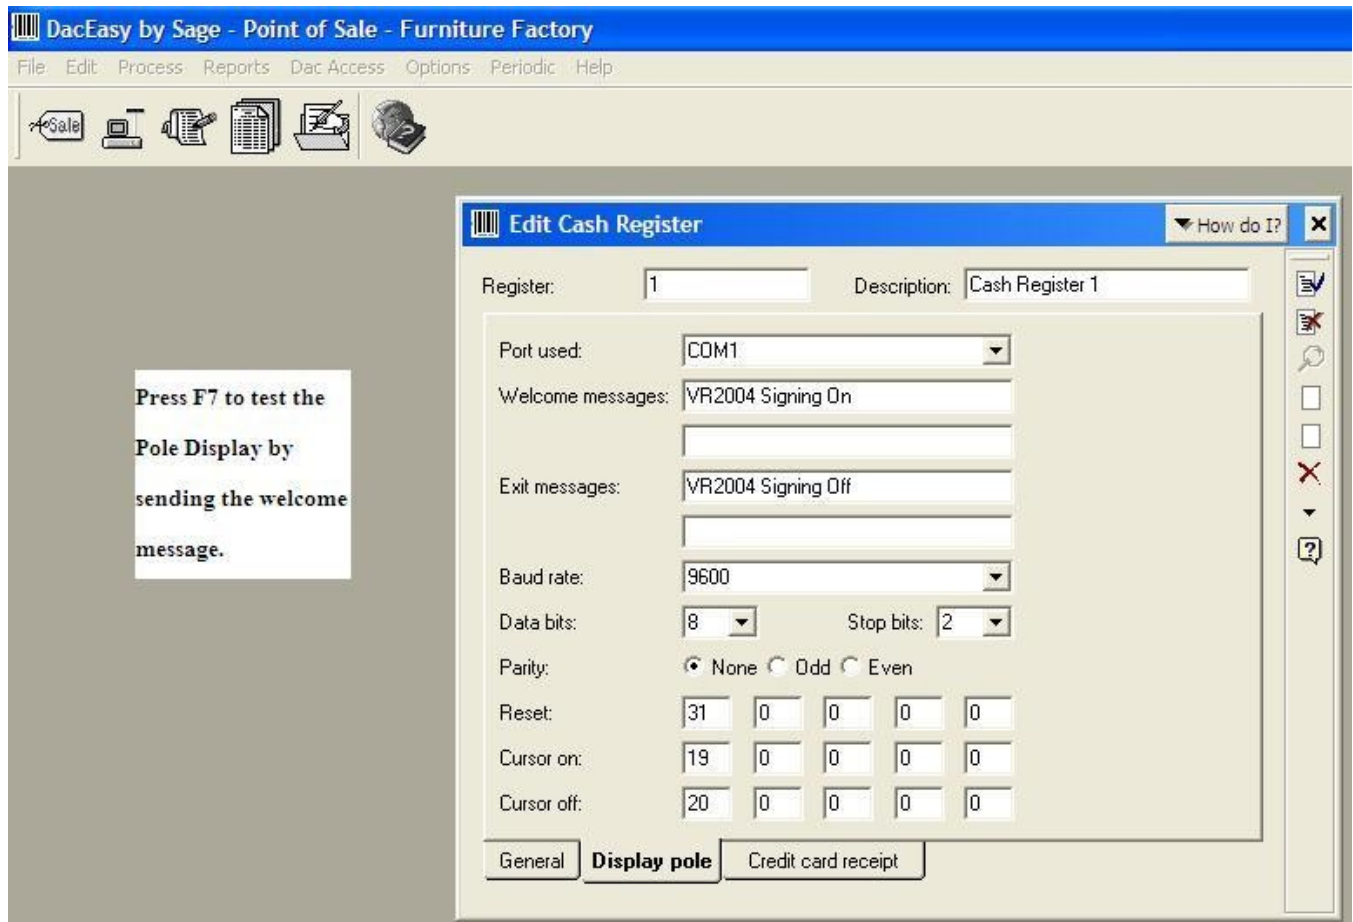 DacEasy by Sage - Point of Sale - Furniture Factory
File Edit Process Reports Dac Access Options Periodic Help
Sale
Edit Cash Register
How do I?
Register: 1 Description: Cash Register 1
Port used: COM1
Welcome messages: VR2004 Signing On
Exit messages: VR2004 Signing Off
Baud rate: 9600
Data bits: 8 Stop bits: 2
Parity: None Odd Even
Reset: 31 0 0 0 0
Cursor on: 19 0 0 0 0
Cursor off: 20 0 0 0 0
General Display pole Credit card receipt
Press F7 to test the
Pole Display by
sending the welcome
message.